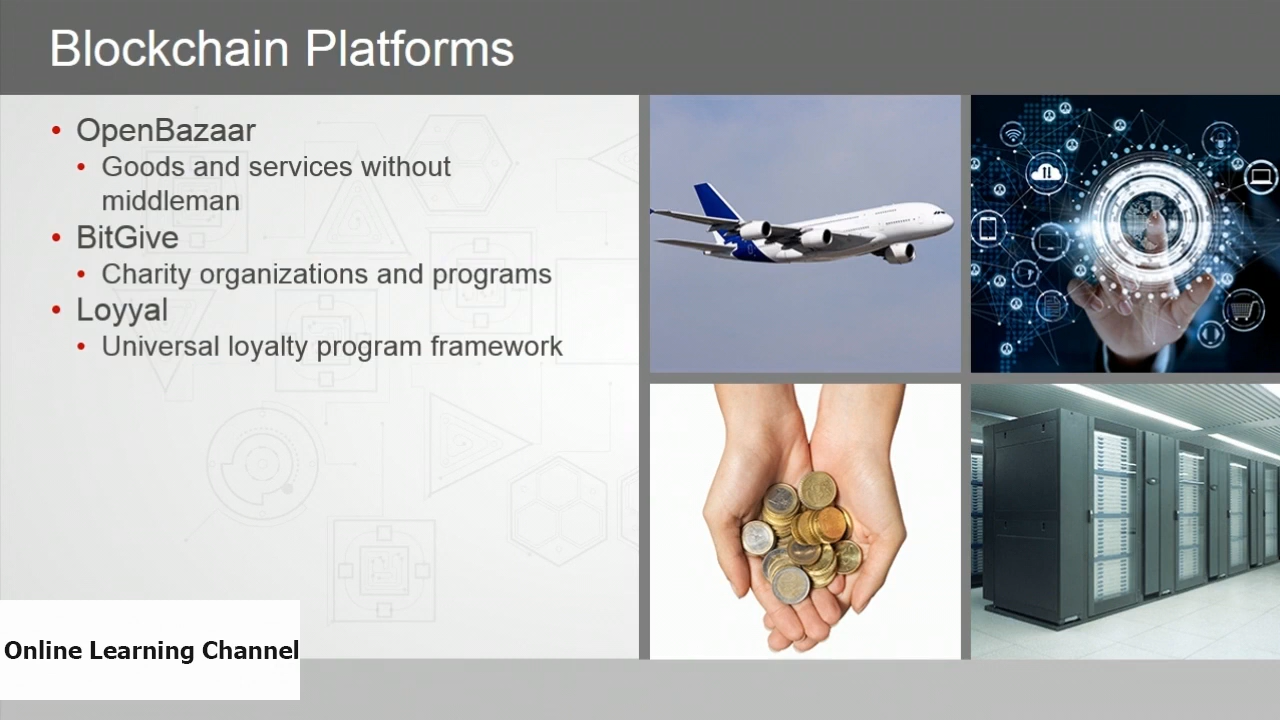 Blockchain Platforms
• OpenBazaar
• Goods and services without
middleman
• BitGive
• Charity organizations and programs
• Loyyal
• Universal loyalty program framework
Online Learning Channel